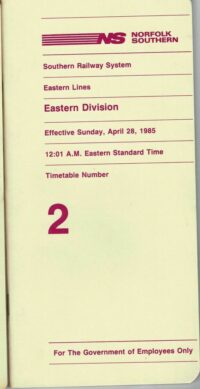 NS NORFOLK
SOUTHERN
Southern Railway System
Eastern Lines
Eastern Division
Effective Sunday, April 28, 1985
12:01 A.M. Eastern Standard Time
Timetable Number
2
For The Government of Employees Only